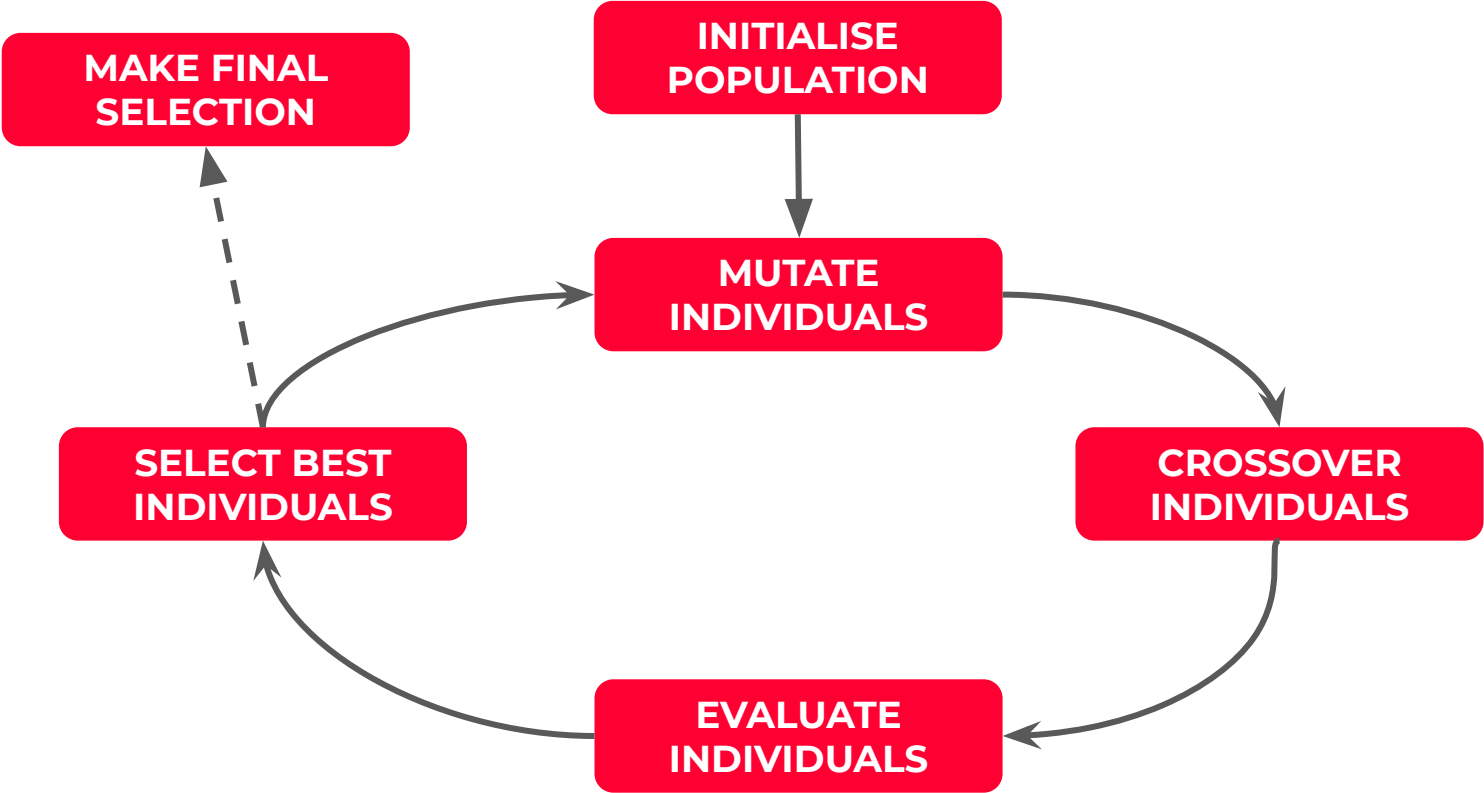 INITIALISE
POPULATION
MAKE FINAL
SELECTION
MUTATE
INDIVIDUALS
SELECT BEST
INDIVIDUALS
CROSSOVER
INDIVIDUALS
EVALUATE
INDIVIDUALS